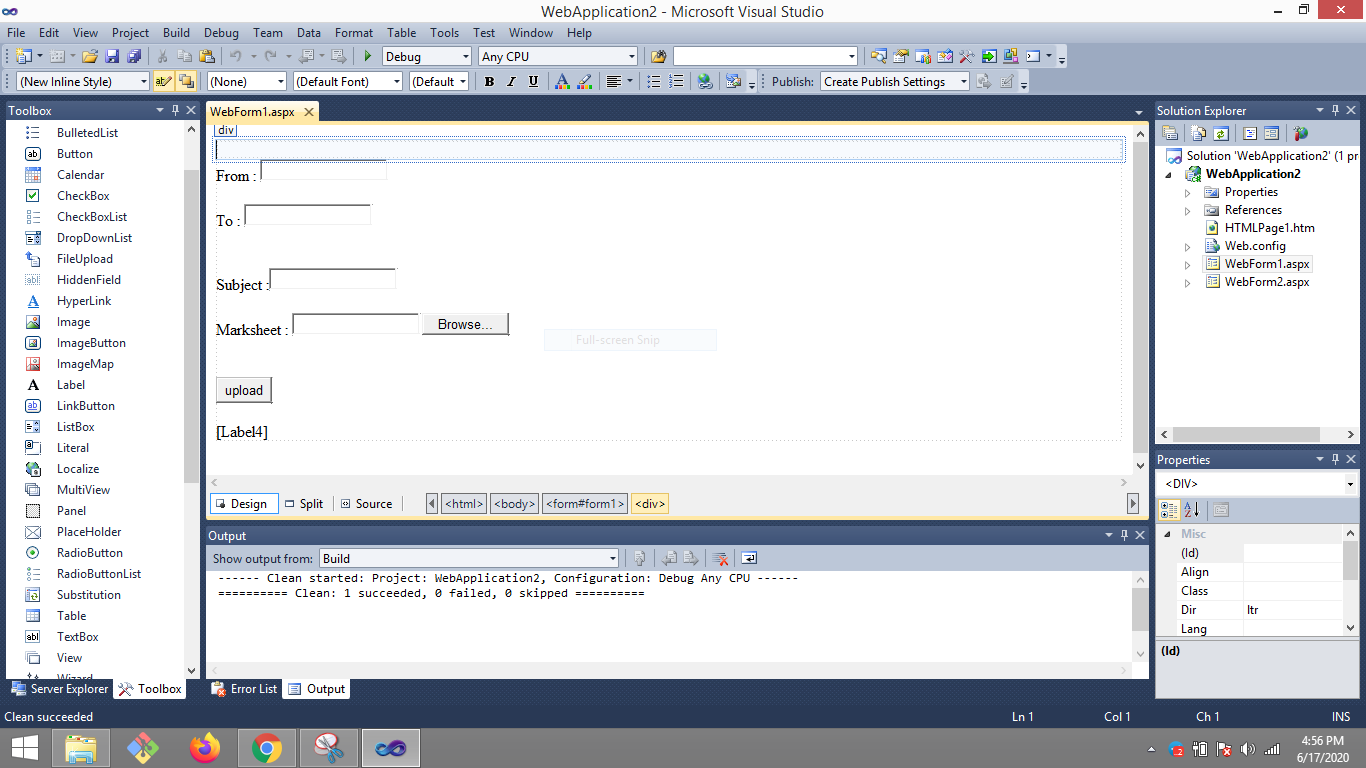 WebApplication2 - Microsoft Visual Studio
File Edit View Project Build Debug Team Data Format Table Tools Test Window Help
Debug Any CPU
(New Inline Style) (None) (Default Font) (Default B I U Publish: Create Publish Settings
Toolbox
BulletedList
Button
Calendar
CheckBox
CheckBoxList
DropDownList
FileUpload
HiddenField
HyperLink
Image
ImageButton
ImageMap
Label
LinkButton
ListBox
Literal
Localize
MultiView
Panel
PlaceHolder
RadioButton
RadioButtonList
Substitution
Table
TextBox
View
Wizard
Server Explorer Toolbox
WebForm1.aspx
div
From :
To :
Subject :
Marksheet : Browse...
Full-screen Snip
upload
[Label4]
Design Split Source <html> <body> <form#form1> <div>
Output
Show output from: Build
------ Clean started: Project: WebApplication2, Configuration: Debug Any CPU ------
========== Clean: 1 succeeded, 0 failed, 0 skipped ==========
Error List Output
Solution Explorer
Solution 'WebApplication2' (1 pr
WebApplication2
Properties
References
HTMLPage1.htm
Web.config
WebForm1.aspx
WebForm2.aspx
Properties
<DIV>
Misc
(Id)
Align
Class
Dir ltr
Lang
(Id)
Clean succeeded Ln 1 Col 1 Ch 1 INS
4:56 PM
6/17/2020